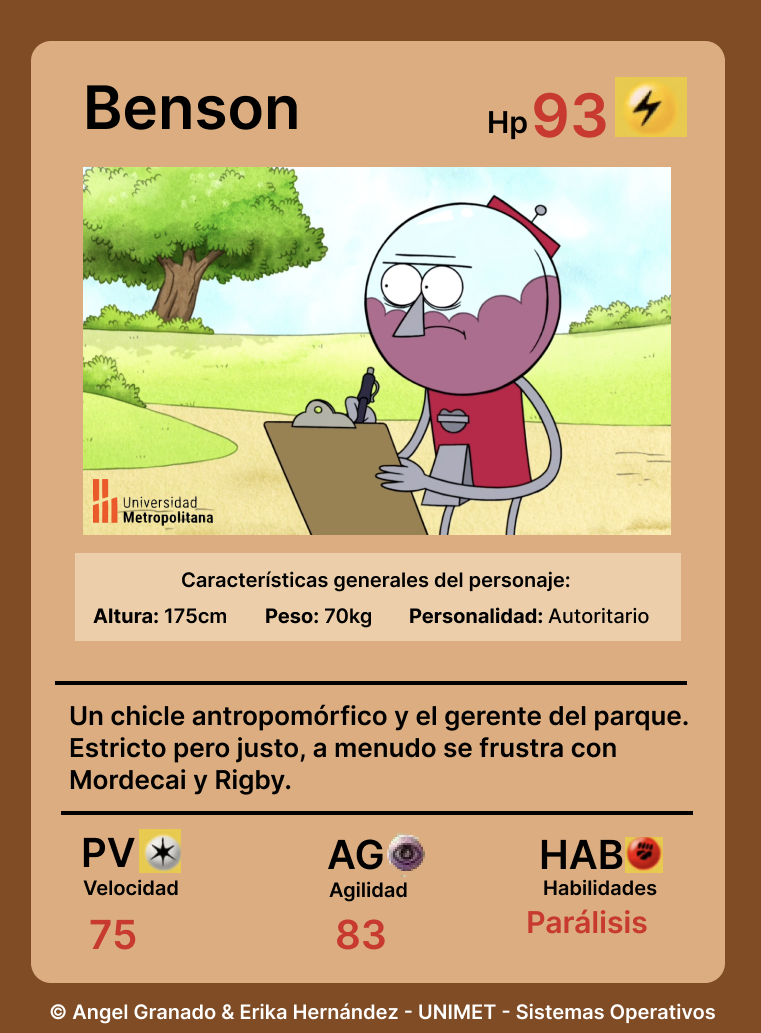 Benson
Hp 93
Universidad
Metropolitana
Características generales del personaje:
Altura: 175cm Peso: 70kg Personalidad: Autoritario
Un chicle antropomórfico y el gerente del parque.
Estricto pero justo, a menudo se frustra con
Mordecai y Rigby.
PV AG HAB
Velocidad Agilidad Habilidades
75 83 Parálisis
© Angel Granado & Erika Hernández - UNIMET - Sistemas Operativos